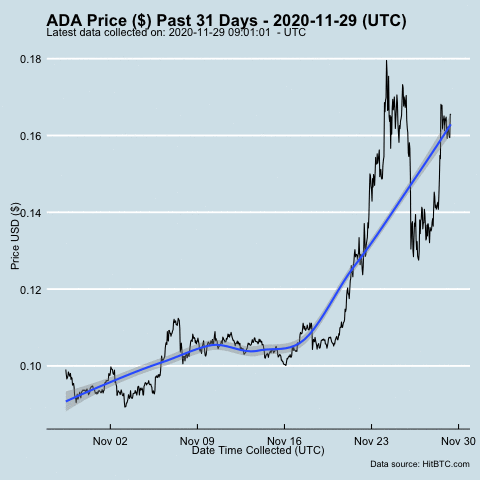 ADA Price ($) Past 31 Days - 2020-11-29 (UTC)
Latest data collected on: 2020-11-29 09:01:01 - UTC
0.18
0.16
0.14
0.12
0.10
Price USD ($)
Nov 02 Nov 09 Nov 16 Nov 23 Nov 30
Date Time Collected (UTC)
Data source: HitBTC.com